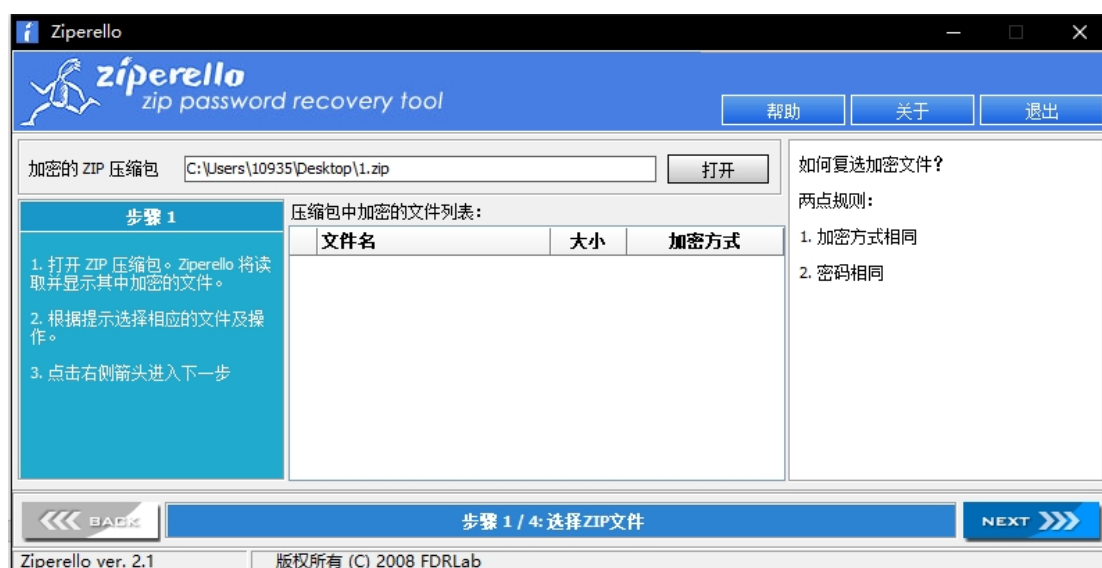 Ziperello
ziperello
zip password recovery tool
帮助 关于 退出
加密的 ZIP 压缩包 C:\Users\10935\Desktop\1.zip 打开
步骤 1
1. 打开 ZIP 压缩包。Ziperello 将读
取并显示其中加密的文件。
2. 根据提示选择相应的文件及操
作。
3. 点击右侧箭头进入下一步
压缩包中加密的文件列表：
文件名 大小 加密方式
如何复选加密文件？
两点规则：
1. 加密方式相同
2. 密码相同
BACK 步骤 1 / 4: 选择ZIP文件 NEXT
Ziperello ver. 2.1 版权所有 (C) 2008 FDRLab